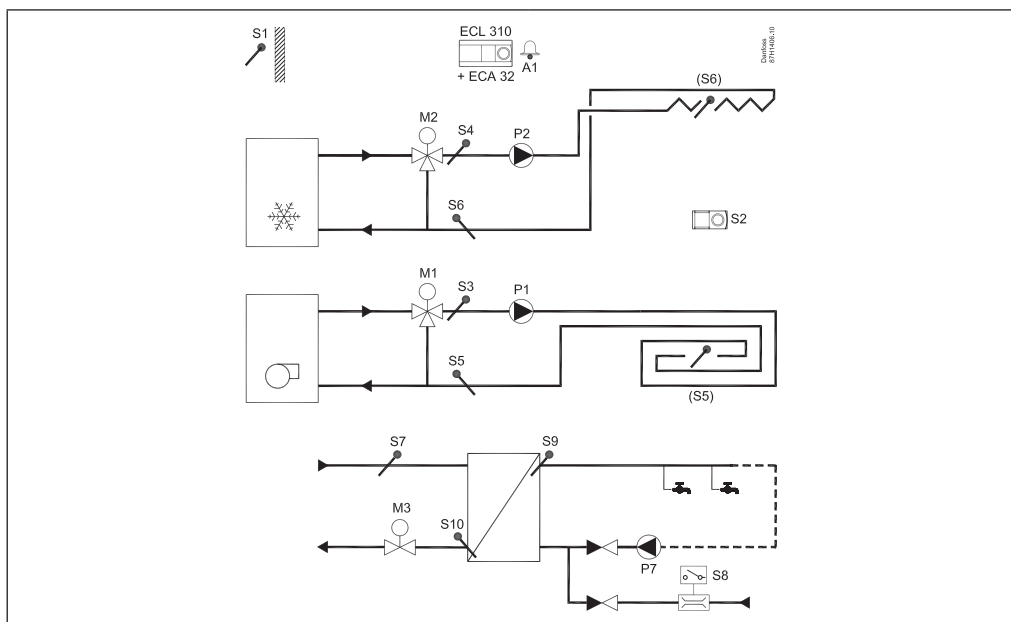 S1
ECL 310
A1
+ ECA 32
Danfoss
87H1406.10
(S6)
M2
S4
P2
S6
S2
M1
S3
P1
S5
(S5)
S7
S9
M3
S10
P7
S8